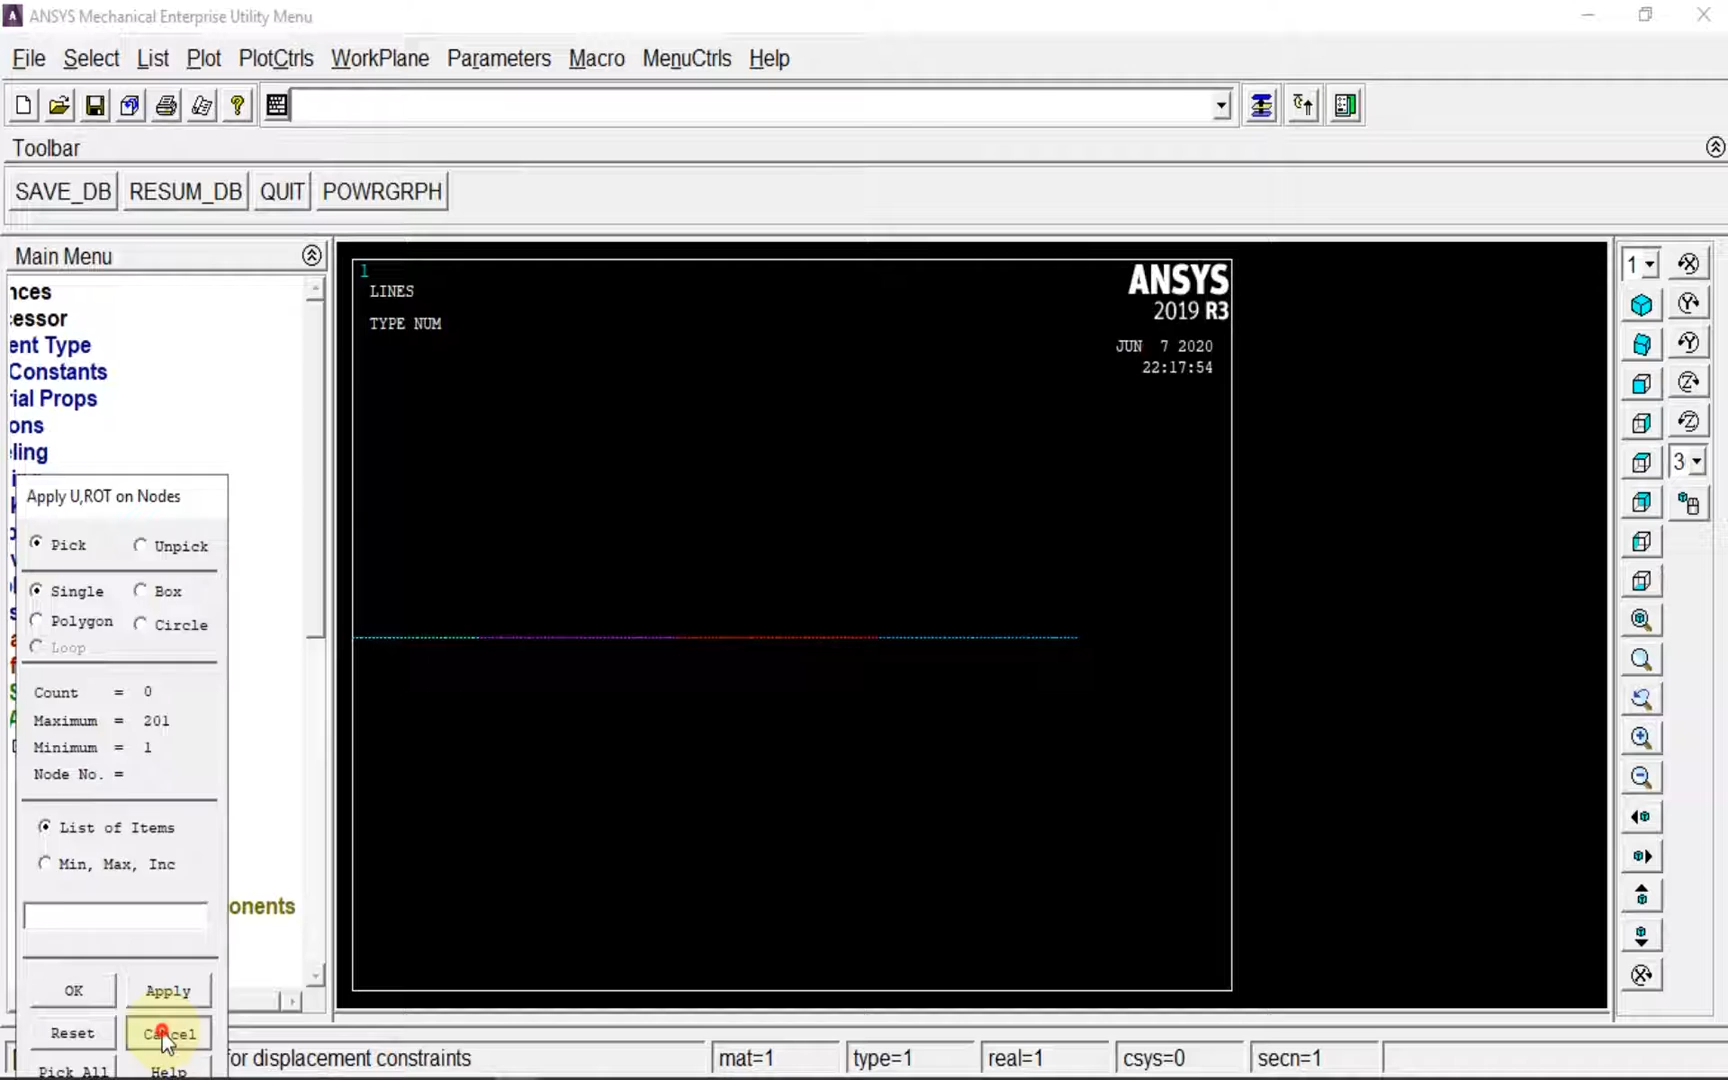 ANSYS Mechanical Enterprise Utility Menu
File Select List Plot PlotCtrls WorkPlane Parameters Macro MenuCtrls Help
Toolbar
SAVE_DB RESUM_DB QUIT POWRGRPH
Main Menu
nces
essor
ent Type
Constants
rial Props
ons
ling
Apply U,ROT on Nodes
Pick Unpick
Single Box
Polygon Circle
Loop
Count = 0
Maximum = 201
Minimum = 1
Node No. =
List of Items
Min, Max, Inc
onents
OK Apply
Reset Cancel
Pick All Help
1
LINES
TYPE NUM
ANSYS
2019 R3
JUN 7 2020
22:17:54
1
3
for displacement constraints
mat=1
type=1
real=1
csys=0
secn=1